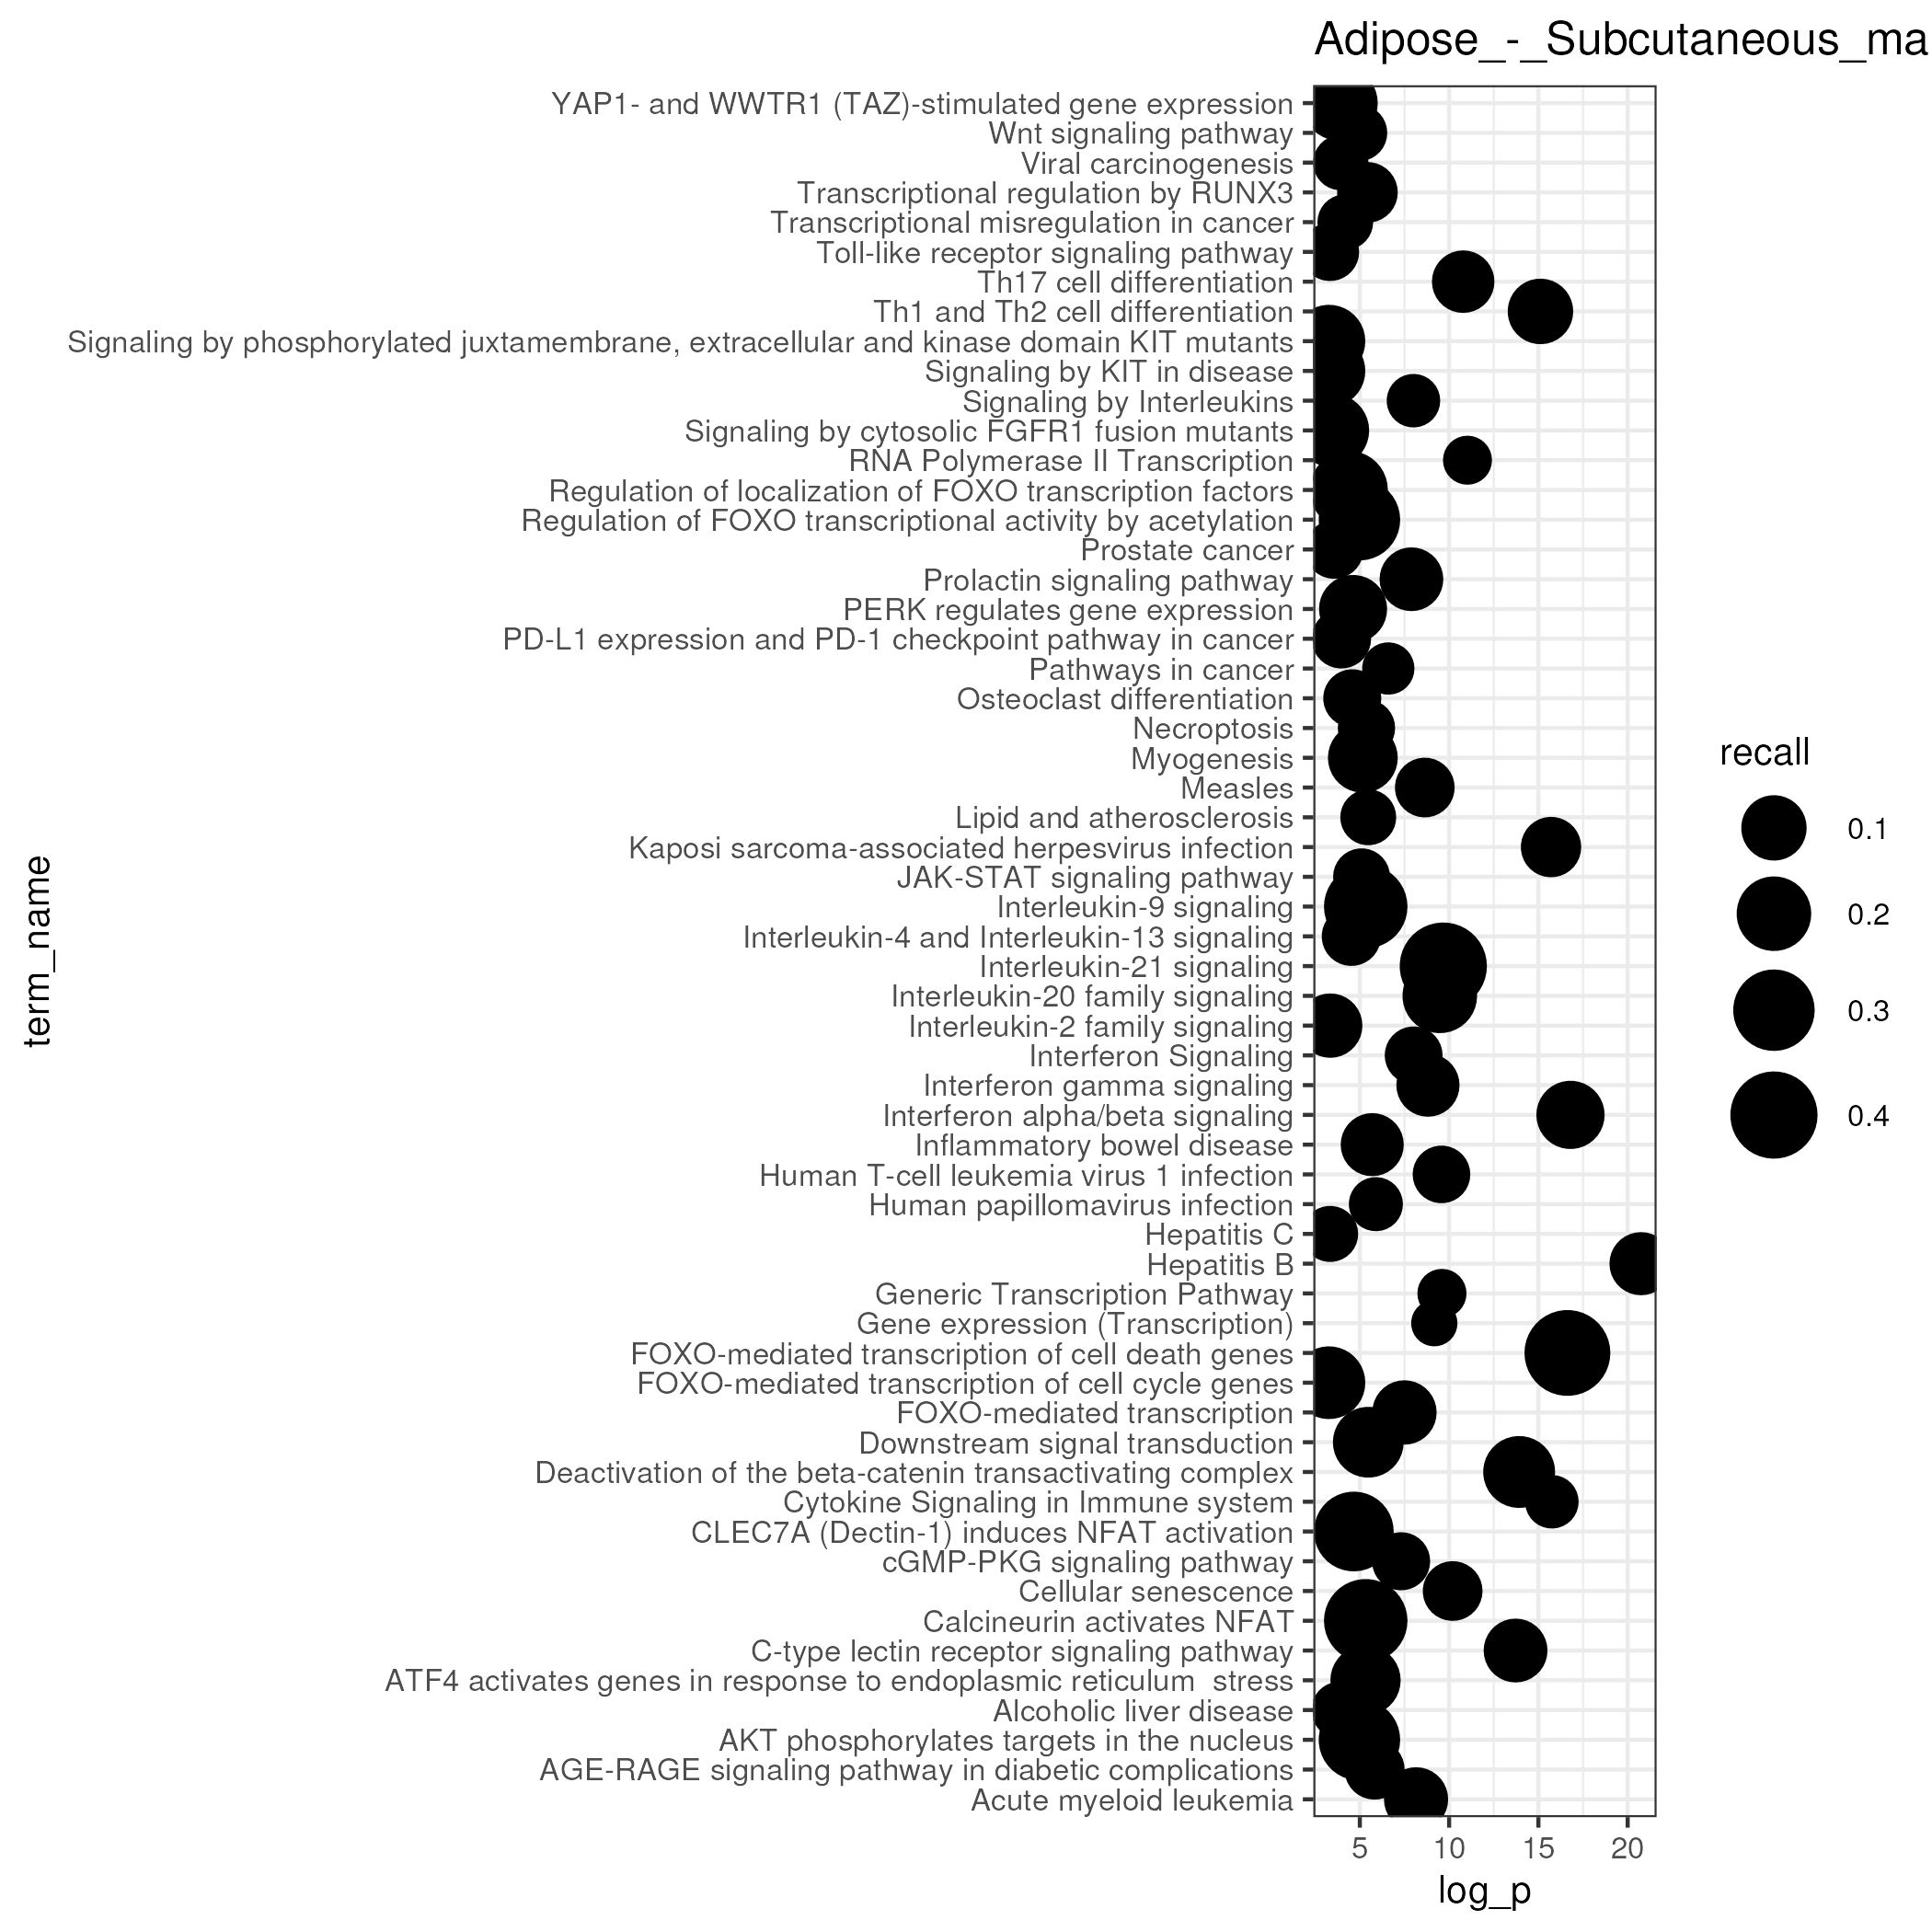 Adipose_-_Subcutaneous_ma
YAP1- and WWTR1 (TAZ)-stimulated gene expression
Wnt signaling pathway
Viral carcinogenesis
Transcriptional regulation by RUNX3
Transcriptional misregulation in cancer
Toll-like receptor signaling pathway
Th17 cell differentiation
Th1 and Th2 cell differentiation
Signaling by phosphorylated juxtamembrane, extracellular and kinase domain KIT mutants
Signaling by KIT in disease
Signaling by Interleukins
Signaling by cytosolic FGFR1 fusion mutants
RNA Polymerase II Transcription
Regulation of localization of FOXO transcription factors
Regulation of FOXO transcriptional activity by acetylation
Prostate cancer
Prolactin signaling pathway
PERK regulates gene expression
PD-L1 expression and PD-1 checkpoint pathway in cancer
Pathways in cancer
Osteoclast differentiation
Necroptosis
Myogenesis
Measles
Lipid and atherosclerosis
Kaposi sarcoma-associated herpesvirus infection
JAK-STAT signaling pathway
Interleukin-9 signaling
Interleukin-4 and Interleukin-13 signaling
Interleukin-21 signaling
Interleukin-20 family signaling
Interleukin-2 family signaling
Interferon Signaling
Interferon gamma signaling
Interferon alpha/beta signaling
Inflammatory bowel disease
Human T-cell leukemia virus 1 infection
Human papillomavirus infection
Hepatitis C
Hepatitis B
Generic Transcription Pathway
Gene expression (Transcription)
FOXO-mediated transcription of cell death genes
FOXO-mediated transcription of cell cycle genes
FOXO-mediated transcription
Downstream signal transduction
Deactivation of the beta-catenin transactivating complex
Cytokine Signaling in Immune system
CLEC7A (Dectin-1) induces NFAT activation
cGMP-PKG signaling pathway
Cellular senescence
Calcineurin activates NFAT
C-type lectin receptor signaling pathway
ATF4 activates genes in response to endoplasmic reticulum  stress
Alcoholic liver disease
AKT phosphorylates targets in the nucleus
AGE-RAGE signaling pathway in diabetic complications
Acute myeloid leukemia
term_name
5 10 15 20
log_p
recall
0.1
0.2
0.3
0.4